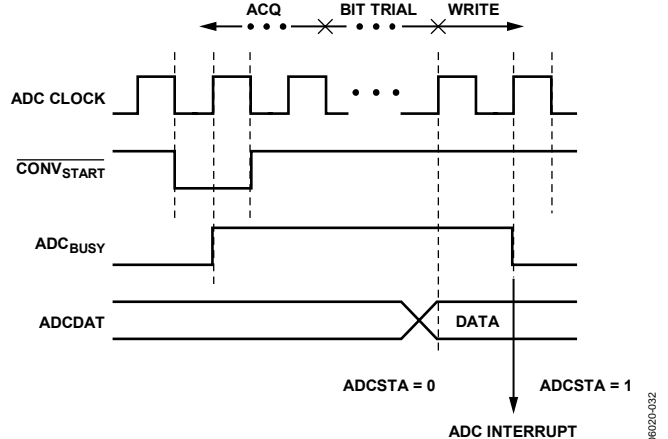 ACQ BIT TRIAL WRITE
ADC CLOCK
CONVSTART
ADCBUSY
ADCDAT DATA
ADCSTA = 0 ADCSTA = 1
ADC INTERRUPT
06020-032